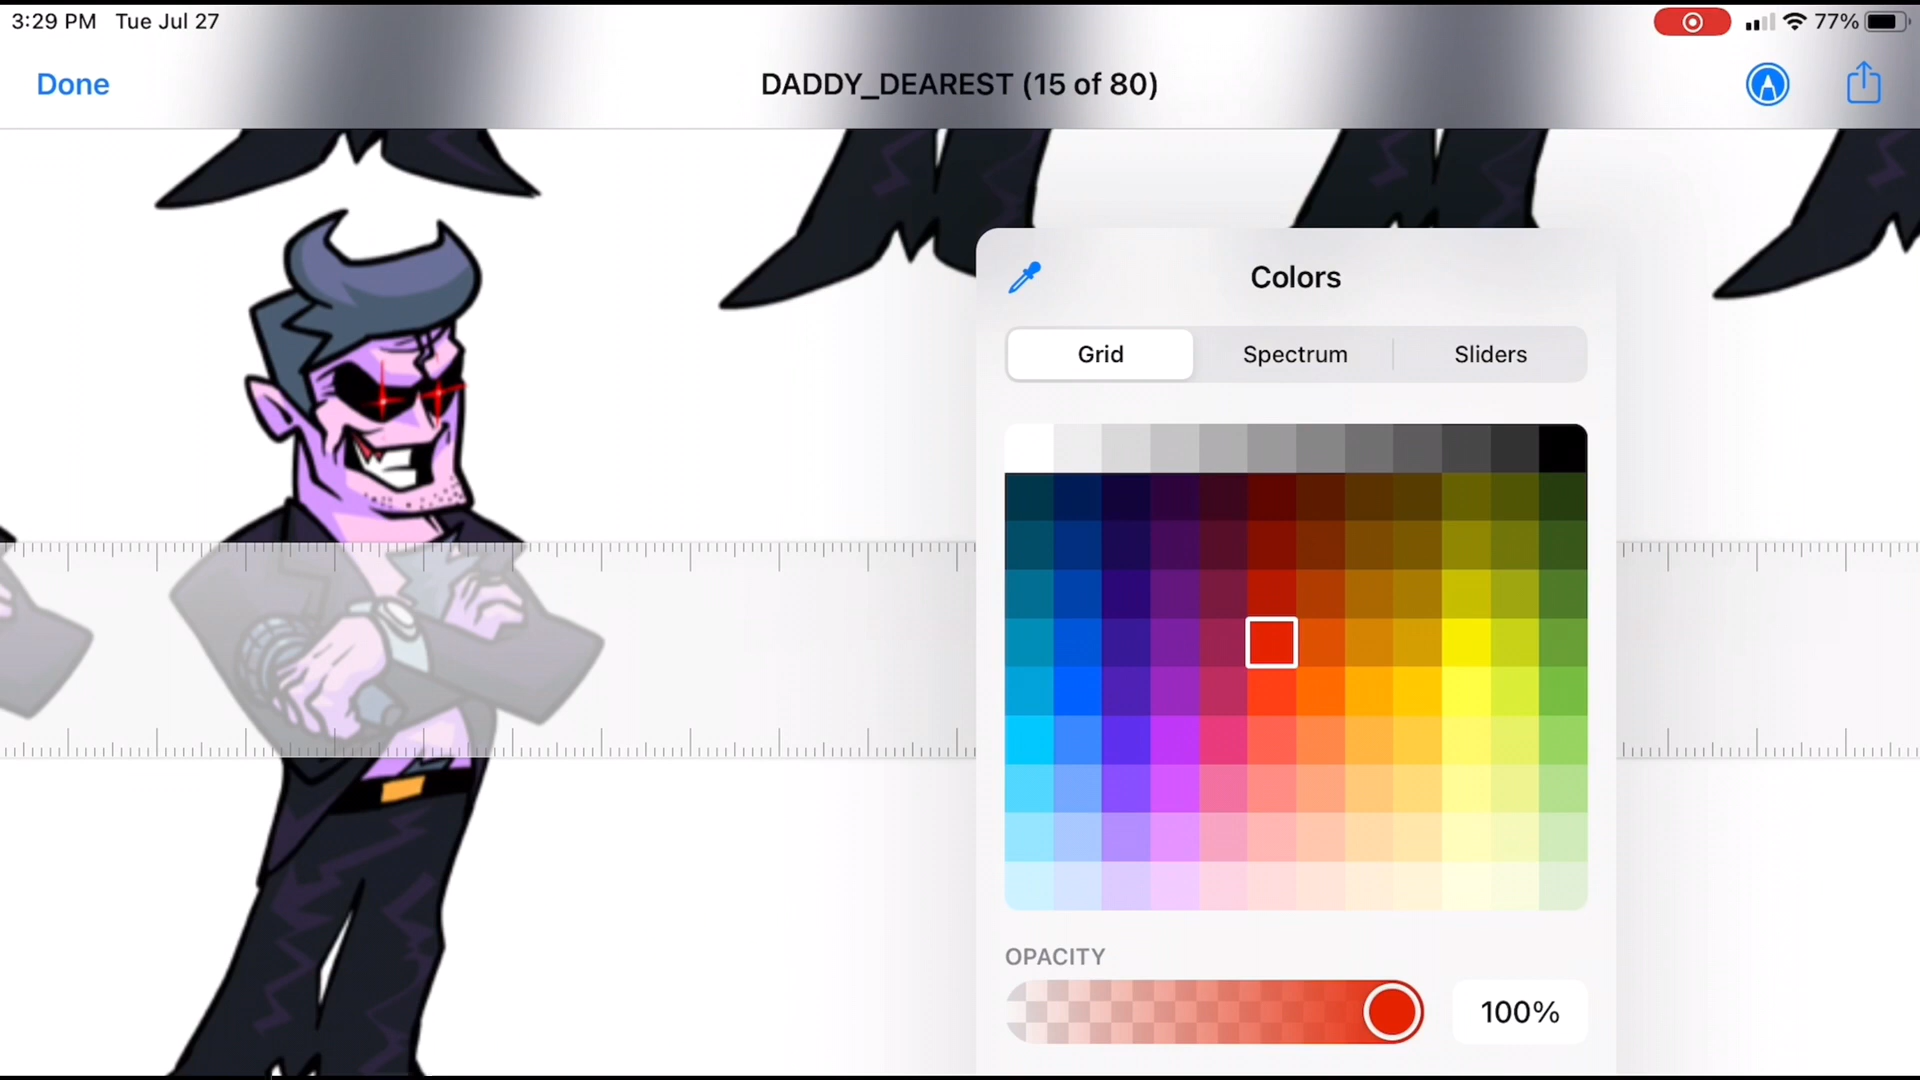 3:29 PM Tue Jul 27
77%
Done
DADDY_DEAREST (15 of 80)
Colors
Grid
Spectrum
Sliders
OPACITY
100%